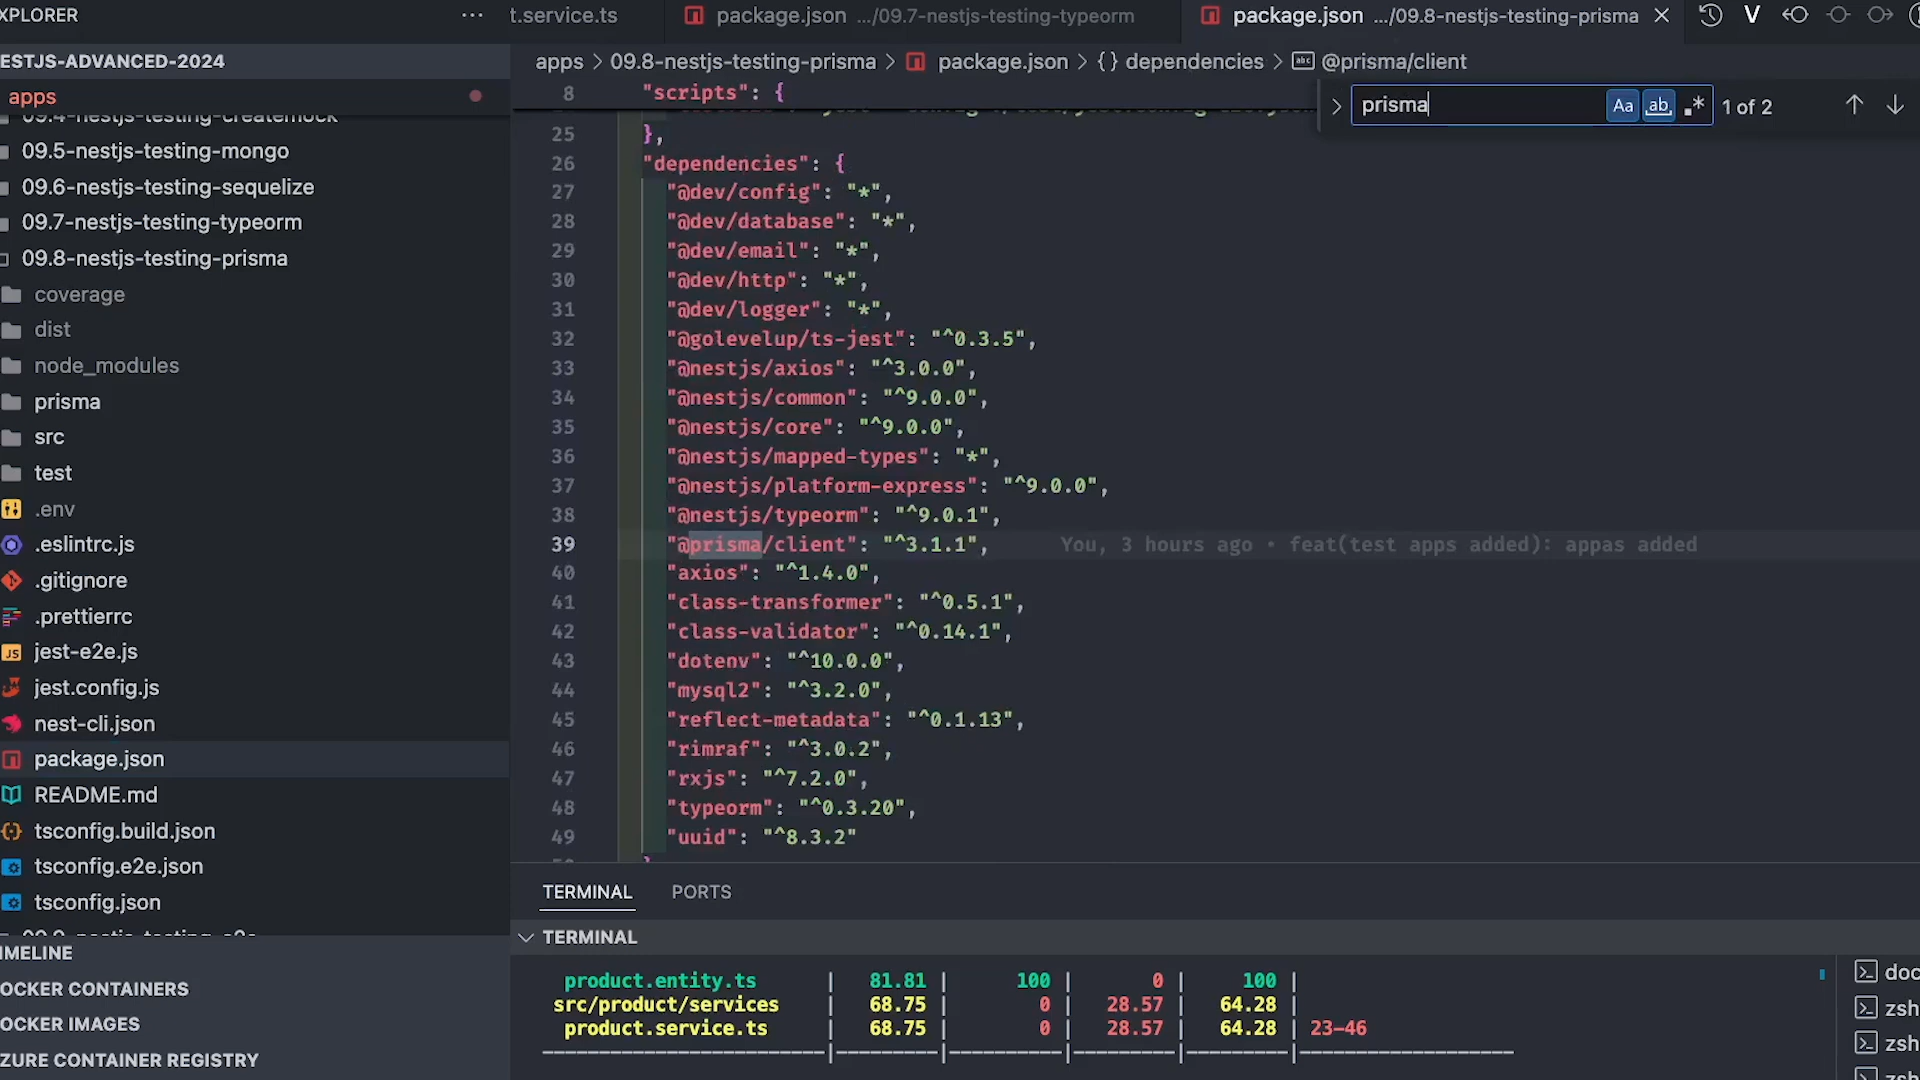 XPLORER
t.service.ts
package.json .../09.7-nestjs-testing-typeorm
package.json .../09.8-nestjs-testing-prisma
ESTJS-ADVANCED-2024
apps
09.4-nestjs-testing-createmock
09.5-nestjs-testing-mongo
09.6-nestjs-testing-sequelize
09.7-nestjs-testing-typeorm
09.8-nestjs-testing-prisma
coverage
dist
node_modules
prisma
src
test
.env
.eslintrc.js
.gitignore
.prettierrc
jest-e2e.js
jest.config.js
nest-cli.json
package.json
README.md
tsconfig.build.json
tsconfig.e2e.json
tsconfig.json
IMELINE
OCKER CONTAINERS
OCKER IMAGES
ZURE CONTAINER REGISTRY
apps > 09.8-nestjs-testing-prisma > package.json > {} dependencies > abc @prisma/client
prisma Aa ab .* 1 of 2
8 "scripts": {
25 },
26 "dependencies": {
27 "@dev/config": "*",
28 "@dev/database": "*",
29 "@dev/email": "*",
30 "@dev/http": "*",
31 "@dev/logger": "*",
32 "@golevelup/ts-jest": "^0.3.5",
33 "@nestjs/axios": "^3.0.0",
34 "@nestjs/common": "^9.0.0",
35 "@nestjs/core": "^9.0.0",
36 "@nestjs/mapped-types": "*",
37 "@nestjs/platform-express": "^9.0.0",
38 "@nestjs/typeorm": "^9.0.1",
39 "@prisma/client": "^3.1.1", You, 3 hours ago • feat(test apps added): appas added
40 "axios": "^1.4.0",
41 "class-transformer": "^0.5.1",
42 "class-validator": "^0.14.1",
43 "dotenv": "^10.0.0",
44 "mysql2": "^3.2.0",
45 "reflect-metadata": "^0.1.13",
46 "rimraf": "^3.0.2",
47 "rxjs": "^7.2.0",
48 "typeorm": "^0.3.20",
49 "uuid": "^8.3.2"
TERMINAL PORTS
TERMINAL
product.entity.ts | 81.81 | 100 | 0 | 100 |
src/product/services | 68.75 | 0 | 28.57 | 64.28 |
product.service.ts | 68.75 | 0 | 28.57 | 64.28 | 23-46
doc
zsh
zsh